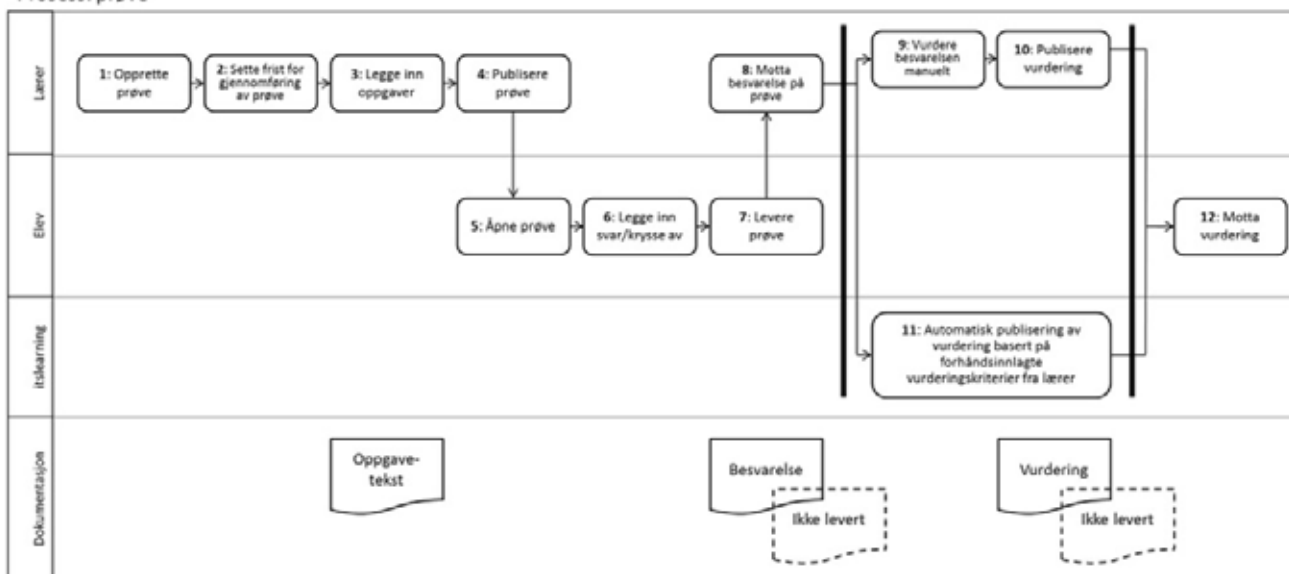 Lærer
1: Opprette
prøve
2: Sette frist for
gjennomføring
av prøve
3: Legge inn
oppgaver
4: Publisere
prøve
8: Motta
besvarelse på
prøve
9: Vurdere
besvarelsen
manuelt
10: Publisere
vurdering
Elev
5: Åpne prøve
6: Legge inn
svar/krysse av
7: Levere
prøve
12: Motta
vurdering
itslearning
11: Automatisk publisering av
vurdering basert på
forhåndsinnlagte
vurderingskriterier fra lærer
Dokumentasjon
Oppgave-
tekst
Besvarelse
Ikke levert
Vurdering
Ikke levert